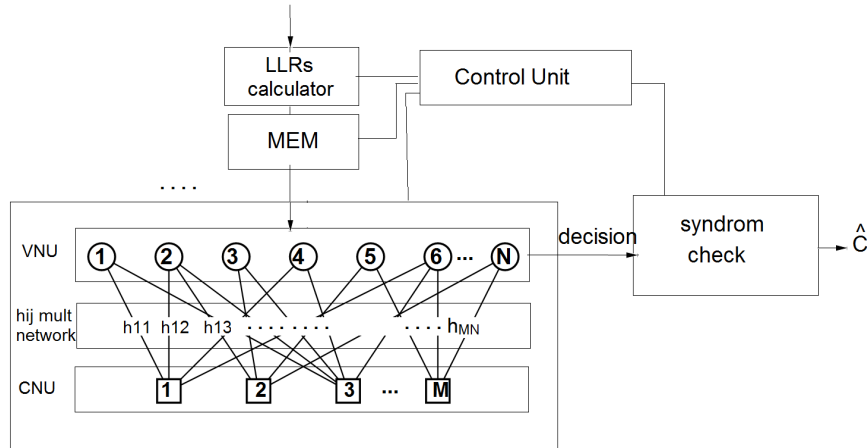 LLRs
calculator
Control Unit
MEM
. . . .
VNU
1 2 3 4 5 6 ... N
decision
syndrom
check
Ĉ
hij mult
network
h11 h12 h13 . . . . . . . . . . . . hMN
CNU
1 2 3 ... M